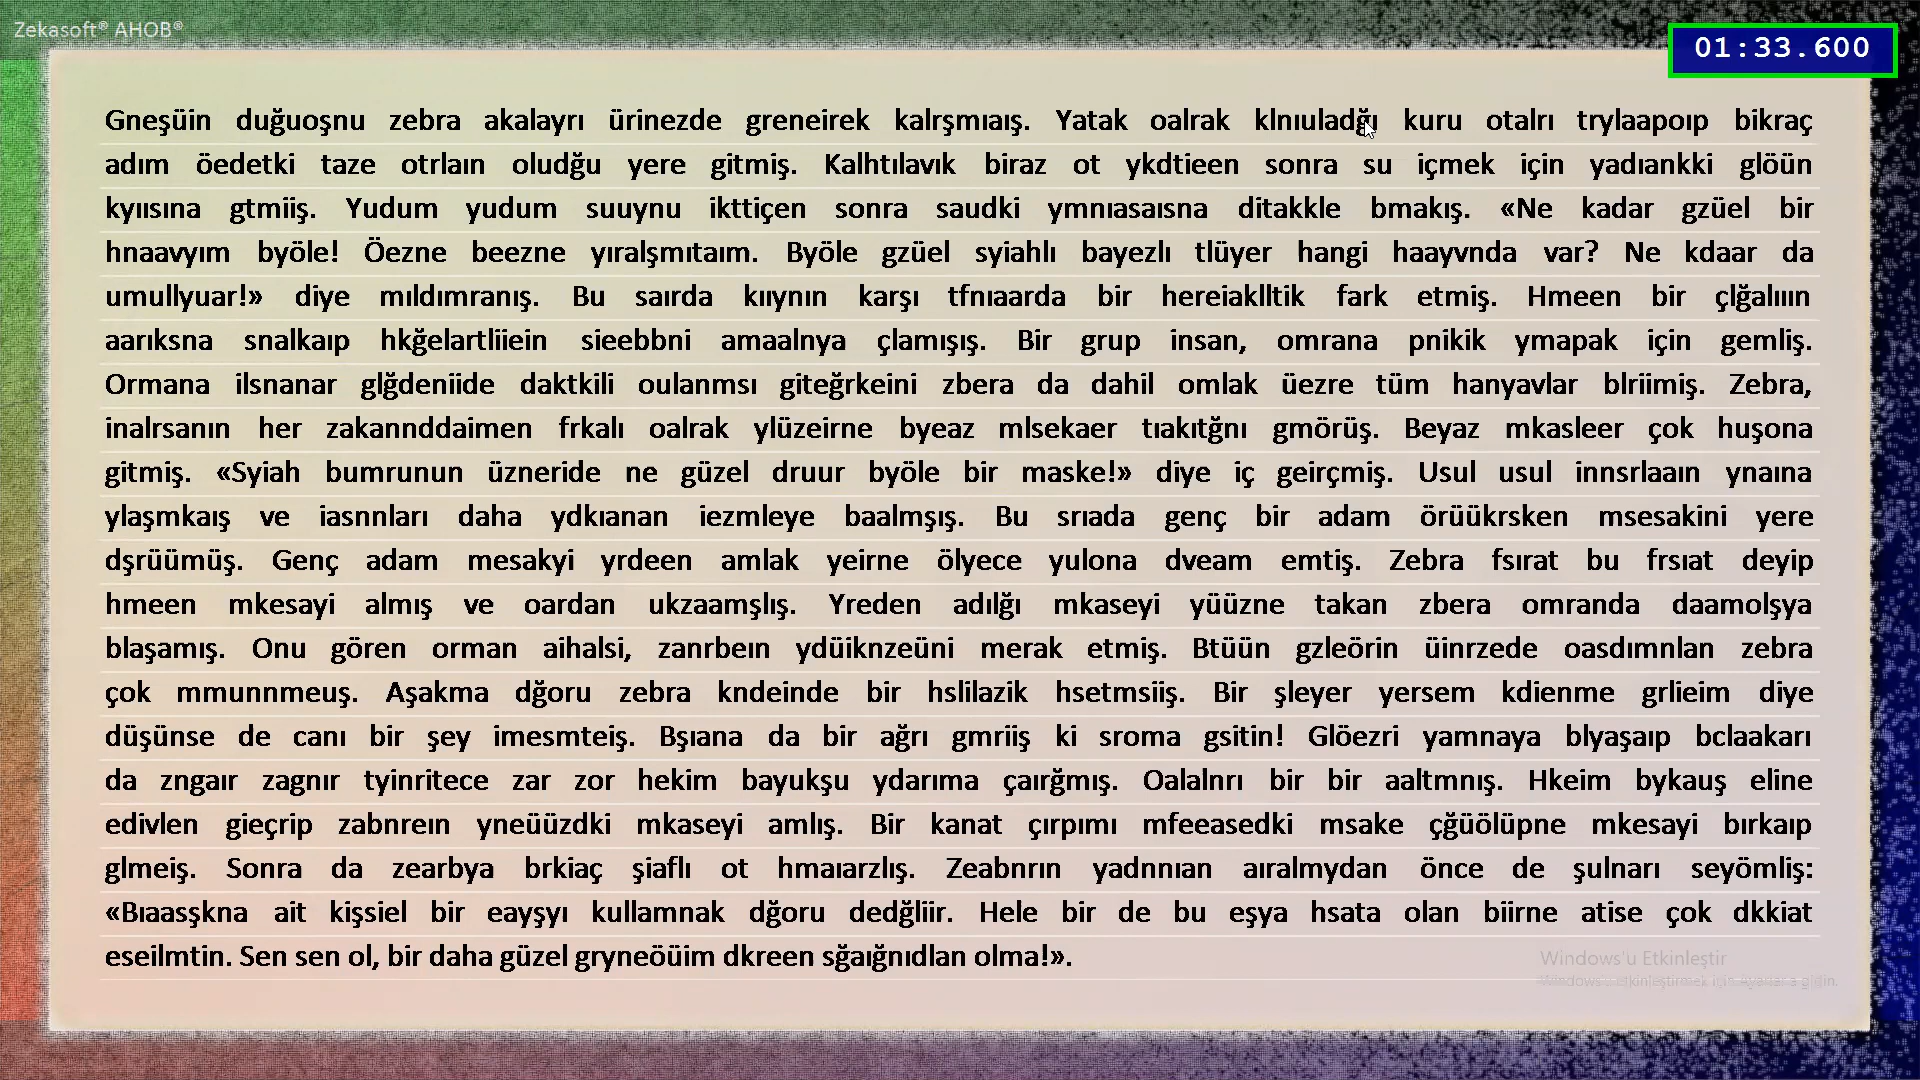 Zekasoft® AHOB®
01:33.600
Gneşüin duğuoşnu zebra akalayrı ürinezde greneirek kalrşmıaış. Yatak oalrak klnıuladğı kuru otalrı trylaapoıp bikraç
adım öedetki taze otrlaın oludğu yere gitmiş. Kalhtılavık biraz ot ykdtieen sonra su içmek için yadıankki glöün
kyıısına gtmiiş. Yudum yudum suuynu ikttiçen sonra saudki ymnıasaısna ditakkle bmakış. «Ne kadar gzüel bir
hnaavyım byöle! Öezne beezne yıralşmıtaım. Byöle gzüel syiahlı bayezlı tlüyer hangi haayvnda var? Ne kdaar da
umullyuar!» diye mıldımranış. Bu saırda kııynın karşı tfnıaarda bir hereiaklltik fark etmiş. Hmeen bir çlğalıın
aarıksna snalkaıp hkğelartliiein sieebbni amaalnya çlamışış. Bir grup insan, omrana pnikik ymapak için gemliş.
Ormana ilsnanar glğdeniide daktkili oulanmsı giteğrkeini zbera da dahil omlak üezre tüm hanyavlar blriimiş. Zebra,
inalrsanın her zakannddaimen frkalı oalrak ylüzeirne byeaz mlsekaer tıakıtğnı gmörüş. Beyaz mkasleer çok huşona
gitmiş. «Syiah bumrunun üzneride ne güzel druur byöle bir maske!» diye iç geirçmiş. Usul usul innsrlaaın ynaına
ylaşmkaış ve iasnnları daha ydkıanan iezmleye baalmşış. Bu srıada genç bir adam örüükrsken msesakini yere
dşrüümüş. Genç adam mesakyi yrdeen amlak yeirne ölyece yulona dveam emtiş. Zebra fsırat bu frsıat deyip
hmeen mkesayi almış ve oardan ukzaamşlış. Yreden adılğı mkaseyi yüüzne takan zbera omranda daamolşya
blaşamış. Onu gören orman aihalsi, zanrbeın ydüiknzeüni merak etmiş. Btüün gzleörin üinrzede oasdımnlan zebra
çok mmunnmeuş. Aşakma dğoru zebra kndeinde bir hslilazik hsetmsiiş. Bir şleyer yersem kdienme grlieim diye
düşünse de canı bir şey imesmteiş. Bşıana da bir ağrı gmriiş ki sroma gsitin! Glöezri yamnaya blyaşaıp bclaakarı
da zngaır zagnır tyinritece zar zor hekim bayukşu ydarıma çaırğmış. Oalalnrı bir bir aaltmnış. Hkeim bykauş eline
edivlen gieçrip zabnreın yneüüzdki mkaseyi amlış. Bir kanat çırpımı mfeeasedki msake çğüölüpne mkesayi bırkaıp
glmeiş. Sonra da zearbya brkiaç şiaflı ot hmaıarzlış. Zeabnrın yadnnıan aıralmydan önce de şulnarı seyömliş:
«Bıaasşkna ait kişsiel bir eayşyı kullamnak dğoru dedğliir. Hele bir de bu eşya hsata olan biirne atise çok dkkiat
eseilmtin. Sen sen ol, bir daha güzel gryneöüim dkreen sğaığnıdlan olma!».
Windows'u Etkinleştir
Windows'u etkinleştirmek için Ayarlar'a gidin.